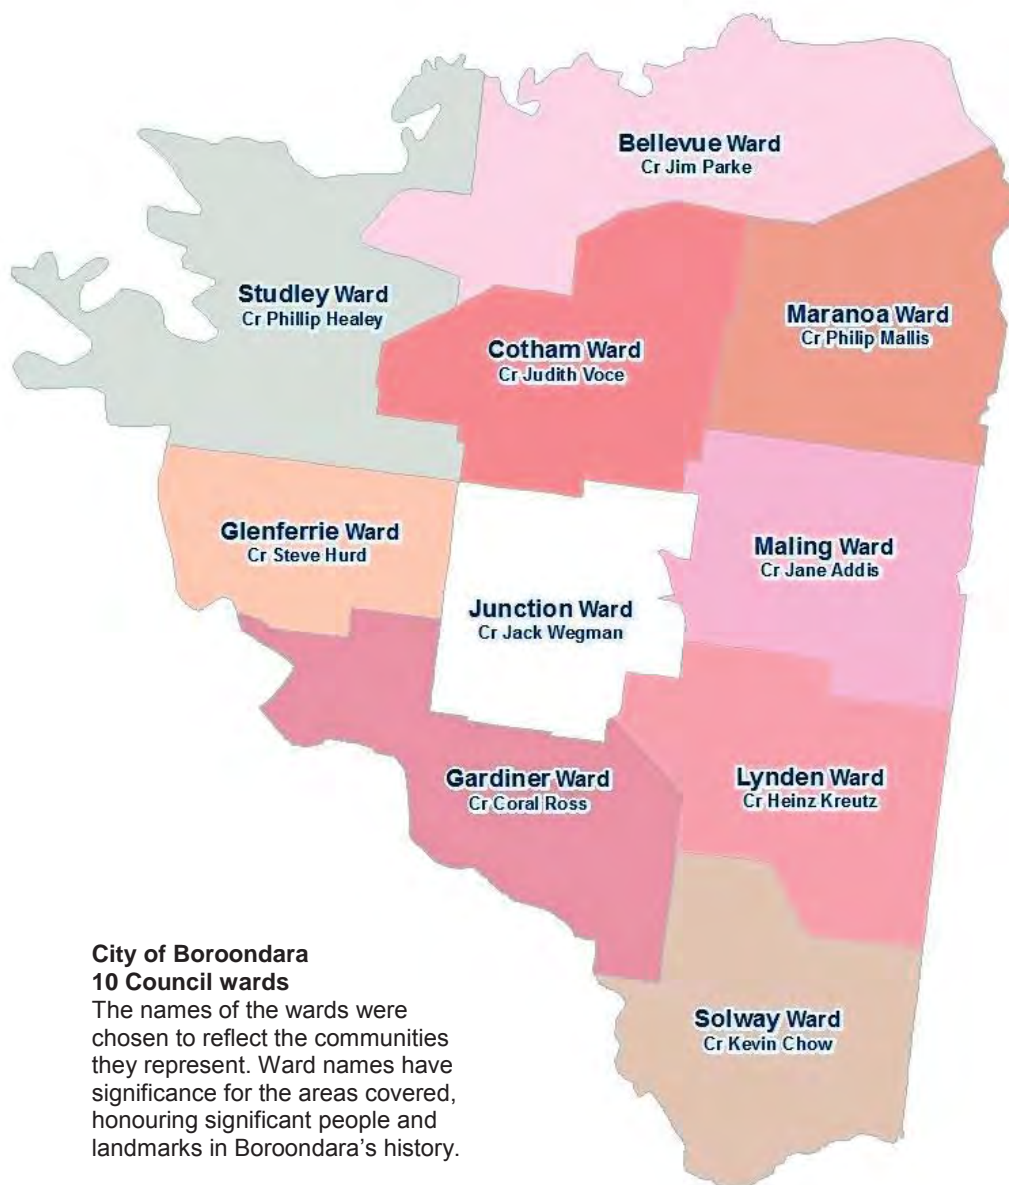 Bellevue Ward
Cr Jim Parke
Studley Ward
Cr Phillip Healey
Maranoa Ward
Cr Philip Mallis
Cotham Ward
Cr Judith Voce
Glenferrie Ward
Cr Steve Hurd
Maling Ward
Cr Jane Addis
Junction Ward
Cr Jack Wegman
Gardiner Ward
Cr Coral Ross
Lynden Ward
Cr Heinz Kreutz
Solway Ward
Cr Kevin Chow
City of Boroondara
10 Council wards
The names of the wards were
chosen to reflect the communities
they represent. Ward names have
significance for the areas covered,
honouring significant people and
landmarks in Boroondara’s history.